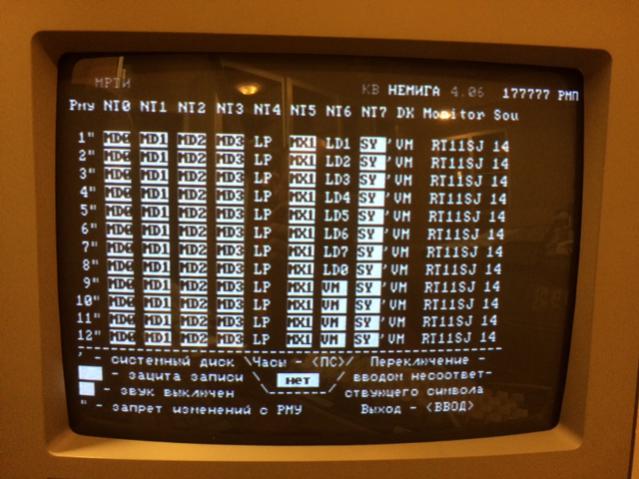 МРТИ КВ НЕМИГА 4.06 177777 РМП
РМУ NT0 NT1 NT2 NT3 NT4 NT5 NT6 NT7 DK Monitor Sou
1" MD0 MD1 MD2 MD3 LP MX1 LD1 SY 'VM RT11SJ 14
2" MD0 MD1 MD2 MD3 LP MX1 LD2 SY 'VM RT11SJ 14
3" MD0 MD1 MD2 MD3 LP MX1 LD3 SY 'VM RT11SJ 14
4" MD0 MD1 MD2 MD3 LP MX1 LD4 SY 'VM RT11SJ 14
5" MD0 MD1 MD2 MD3 LP MX1 LD5 SY 'VM RT11SJ 14
6" MD0 MD1 MD2 MD3 LP MX1 LD6 SY 'VM RT11SJ 14
7" MD0 MD1 MD2 MD3 LP MX1 LD7 SY 'VM RT11SJ 14
8" MD0 MD1 MD2 MD3 LP MX1 LD0 SY 'VM RT11SJ 14
9" MD0 MD1 MD2 MD3 LP MX1 VM SY 'VM RT11SJ 14
10" MD0 MD1 MD2 MD3 LP MX1 VM SY 'VM RT11SJ 14
11" MD0 MD1 MD2 MD3 LP MX1 VM SY 'VM RT11SJ 14
12" MD0 MD1 MD2 MD3 LP MX1 VM SY 'VM RT11SJ 14
' - системный диск \Часы - <ПС>/ Переключение -
- защита записи \ нет / вводом несоответ-
- звук выключен ствующего символа
" - запрет изменений с РМУ Выход - <ВВОД>